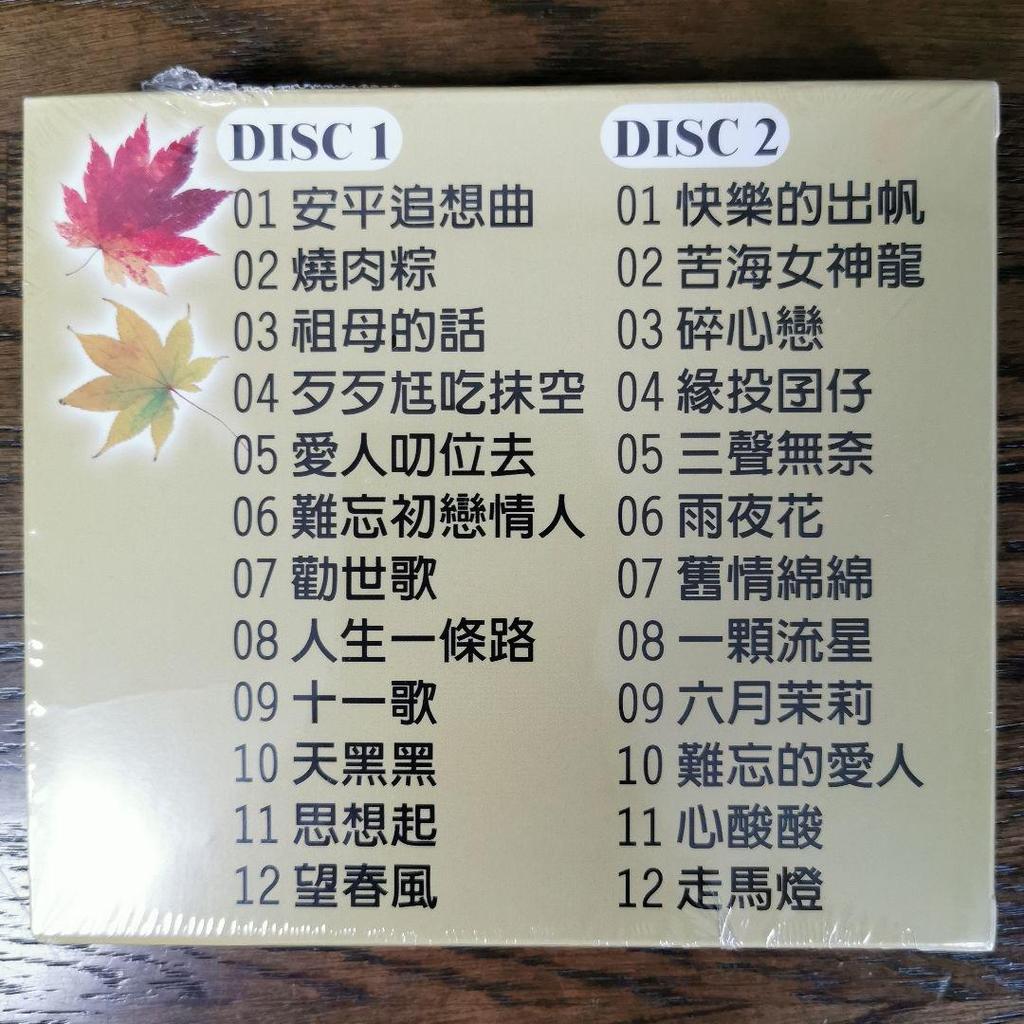 DISC 1
01 安平追想曲
02 燒肉粽
03 祖母的話
04 歹歹尪吃抹空
05 愛人叨位去
06 難忘初戀情人
07 勸世歌
08 人生一條路
09 十一歌
10 天黑黑
11 思想起
12 望春風
DISC 2
01 快樂的出帆
02 苦海女神龍
03 碎心戀
04 緣投囝仔
05 三聲無奈
06 雨夜花
07 舊情綿綿
08 一顆流星
09 六月茉莉
10 難忘的愛人
11 心酸酸
12 走馬燈